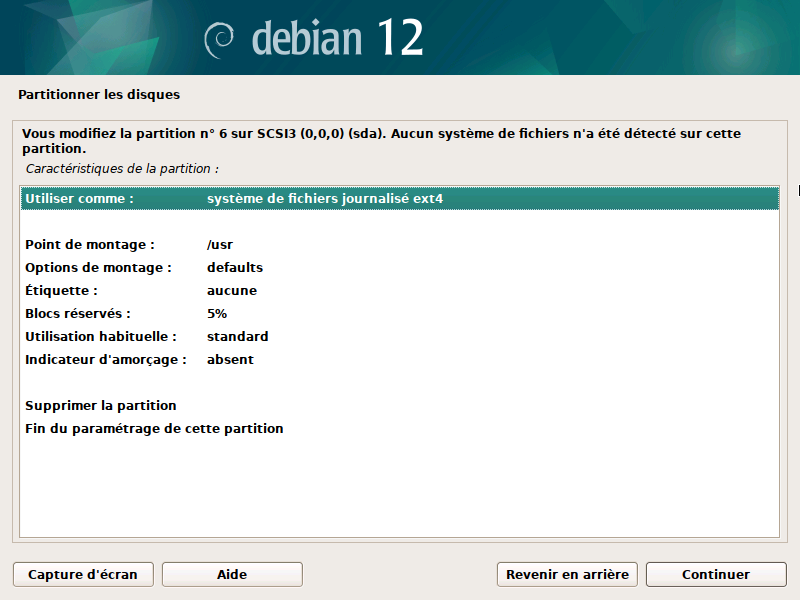 debian 12
Partitionner les disques
Vous modifiez la partition n° 6 sur SCSI3 (0,0,0) (sda). Aucun système de fichiers n'a été détecté sur cette
partition.
Caractéristiques de la partition :
Utiliser comme : système de fichiers journalisé ext4
Point de montage : /usr
Options de montage : defaults
Étiquette : aucune
Blocs réservés : 5%
Utilisation habituelle : standard
Indicateur d'amorçage : absent
Supprimer la partition
Fin du paramétrage de cette partition
Capture d'écran Aide Revenir en arrière Continuer